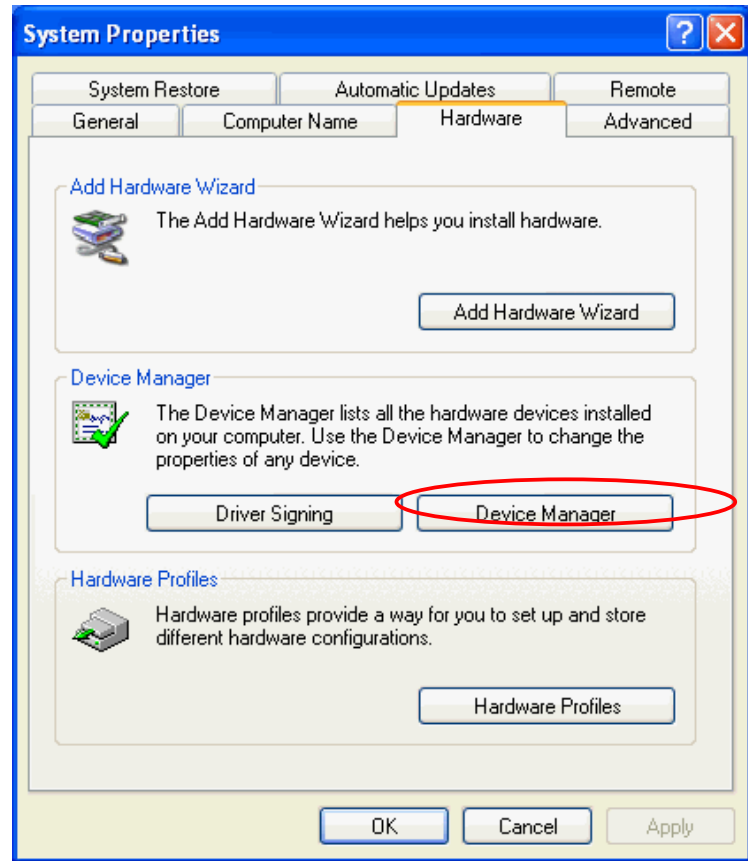 System Properties
System Restore Automatic Updates Remote
General Computer Name Hardware Advanced
Add Hardware Wizard
The Add Hardware Wizard helps you install hardware.
Add Hardware Wizard
Device Manager
The Device Manager lists all the hardware devices installed
on your computer. Use the Device Manager to change the
properties of any device.
Driver Signing Device Manager
Hardware Profiles
Hardware profiles provide a way for you to set up and store
different hardware configurations.
Hardware Profiles
OK Cancel Apply